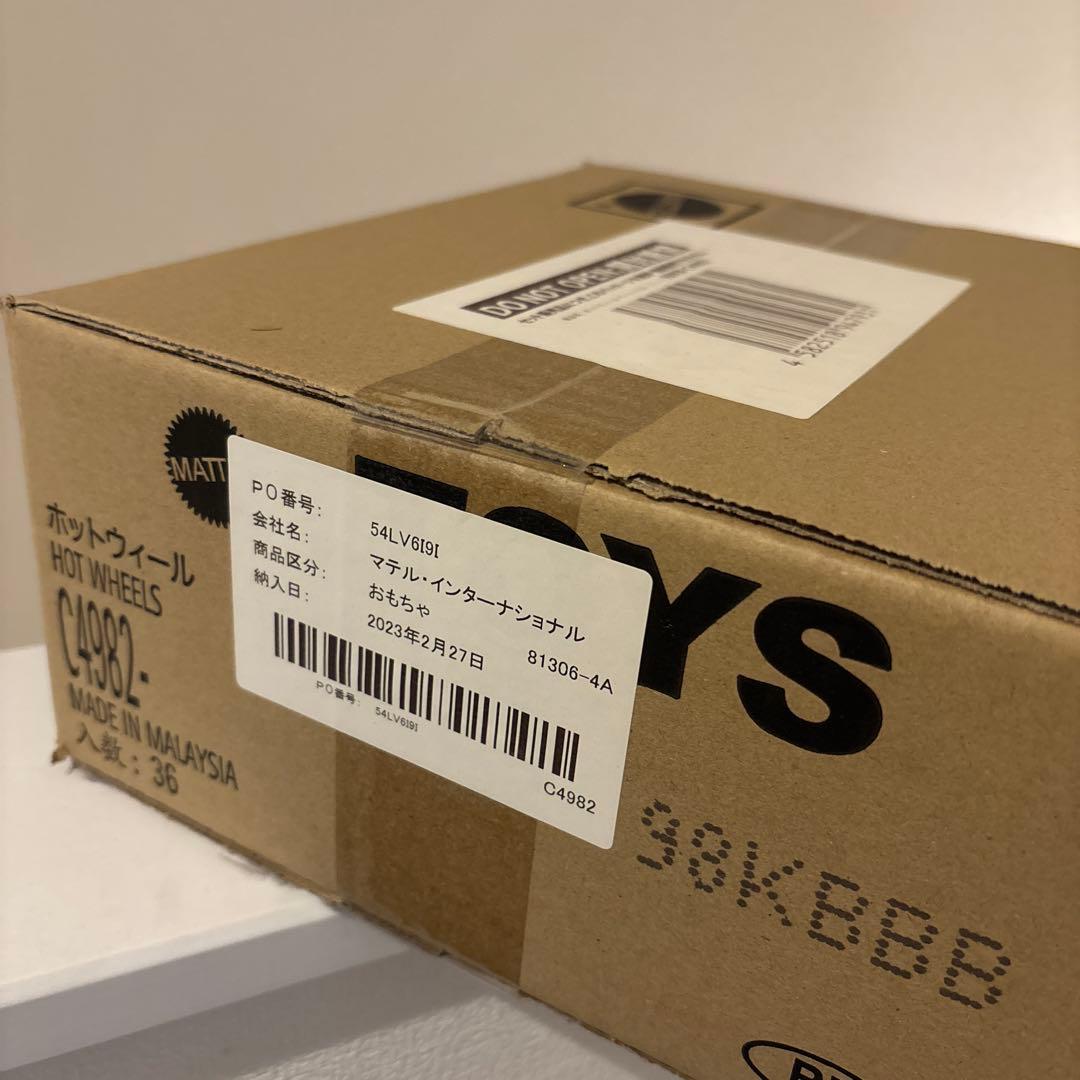 DO NOT OPEN
MATT
TOYS
ホットウィール
HOT WHEELS
C4982-
MADE IN MALAYSIA
入数：36
PO番号： 54LV6I9I
会社名： マテル・インターナショナル
商品区分： おもちゃ
納入日： 2023年2月27日 81306-4A
PO番号： 54LV6I9I
C4982
98KBBB